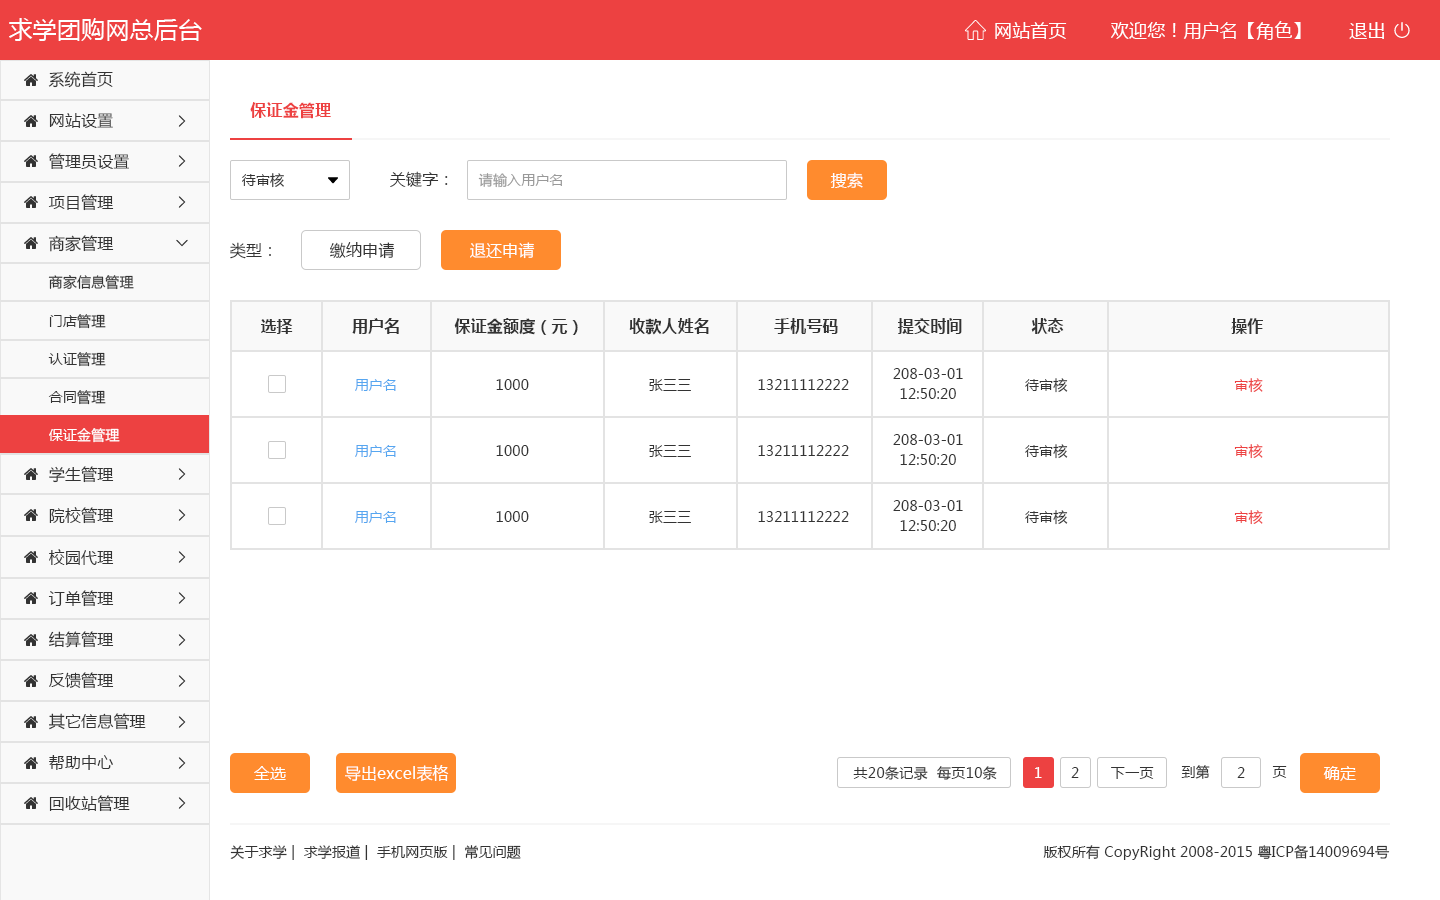 求学团购网总后台
网站首页 欢迎您！用户名【角色】 退出
系统首页
网站设置
管理员设置
项目管理
商家管理
商家信息管理
门店管理
认证管理
合同管理
保证金管理
学生管理
院校管理
校园代理
订单管理
结算管理
反馈管理
其它信息管理
帮助中心
回收站管理
保证金管理
待审核 关键字： 请输入用户名 搜索
类型： 缴纳申请 退还申请
选择 用户名 保证金额度（元） 收款人姓名 手机号码 提交时间 状态 操作
用户名 1000 张三三 13211112222 208-03-01 12:50:20 待审核 审核
用户名 1000 张三三 13211112222 208-03-01 12:50:20 待审核 审核
用户名 1000 张三三 13211112222 208-03-01 12:50:20 待审核 审核
全选 导出excel表格 共20条记录 每页10条 1 2 下一页 到第 2 页 确定
关于求学 | 求学报道 | 手机网页版 | 常见问题 版权所有 CopyRight 2008-2015 粤ICP备14009694号